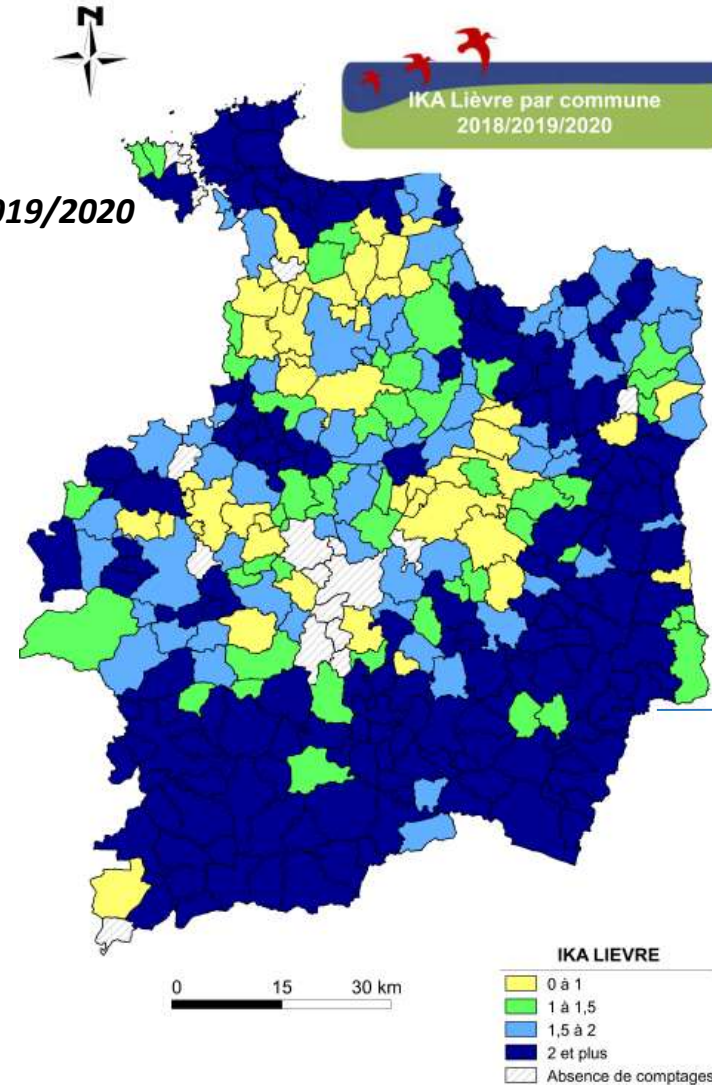 N
IKA Lièvre par commune
2018/2019/2020
019/2020
0 15 30 km
IKA LIEVRE
0 à 1
1 à 1,5
1,5 à 2
2 et plus
Absence de comptages